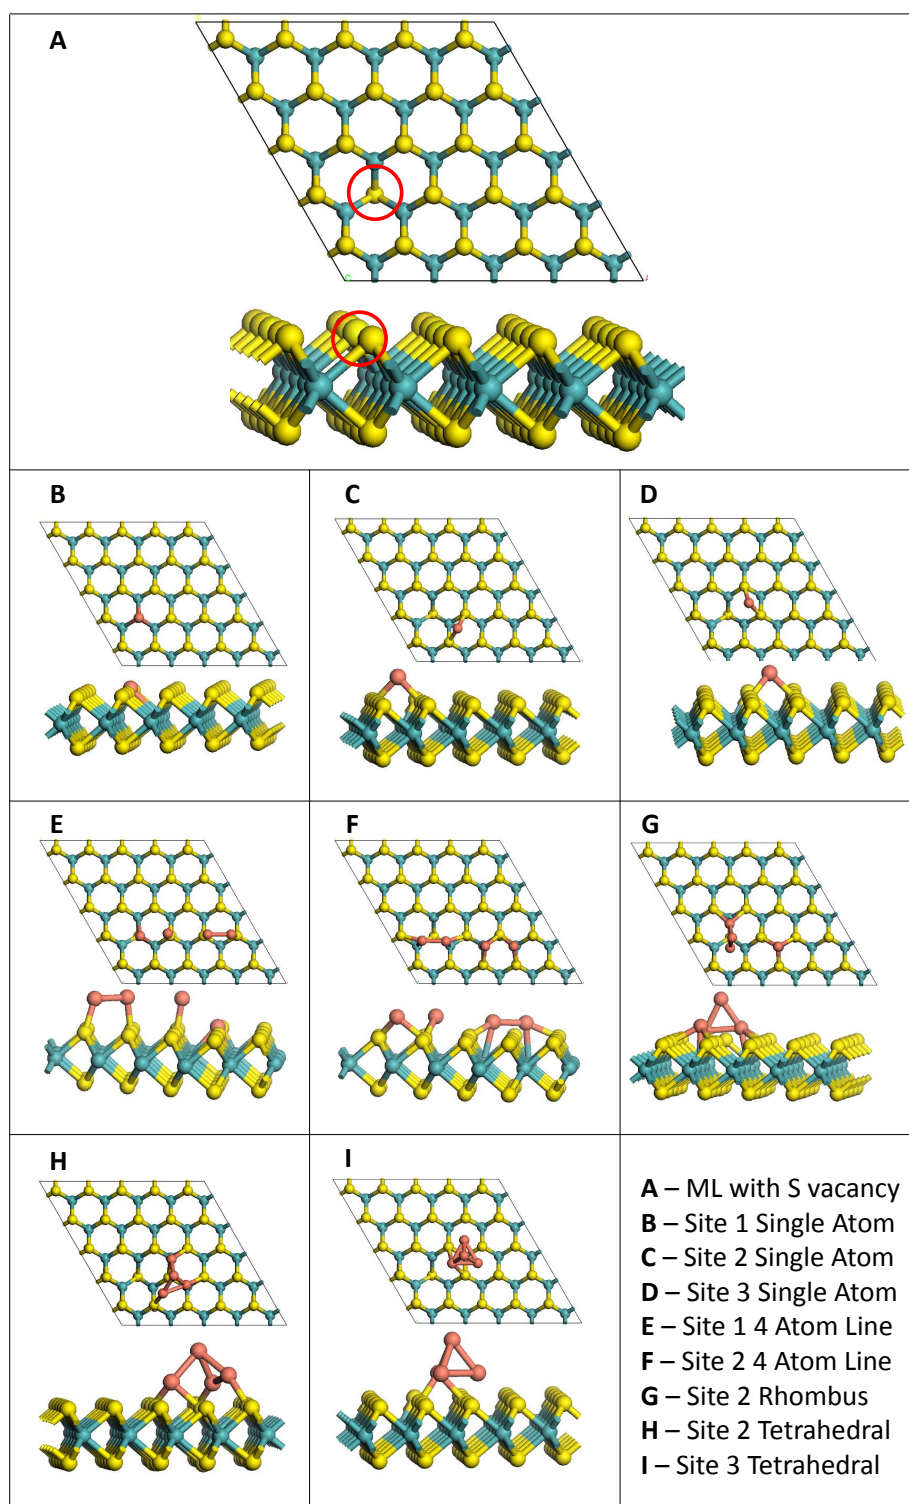 A
B
C
A
B
C
D
E
F
G
H
I
A – ML with S vacancy
B – Site 1 Single Atom
C – Site 2 Single Atom
D – Site 3 Single Atom
E – Site 1 4 Atom Line
F – Site 2 4 Atom Line
G – Site 2 Rhombus
H – Site 2 Tetrahedral
I – Site 3 Tetrahedral